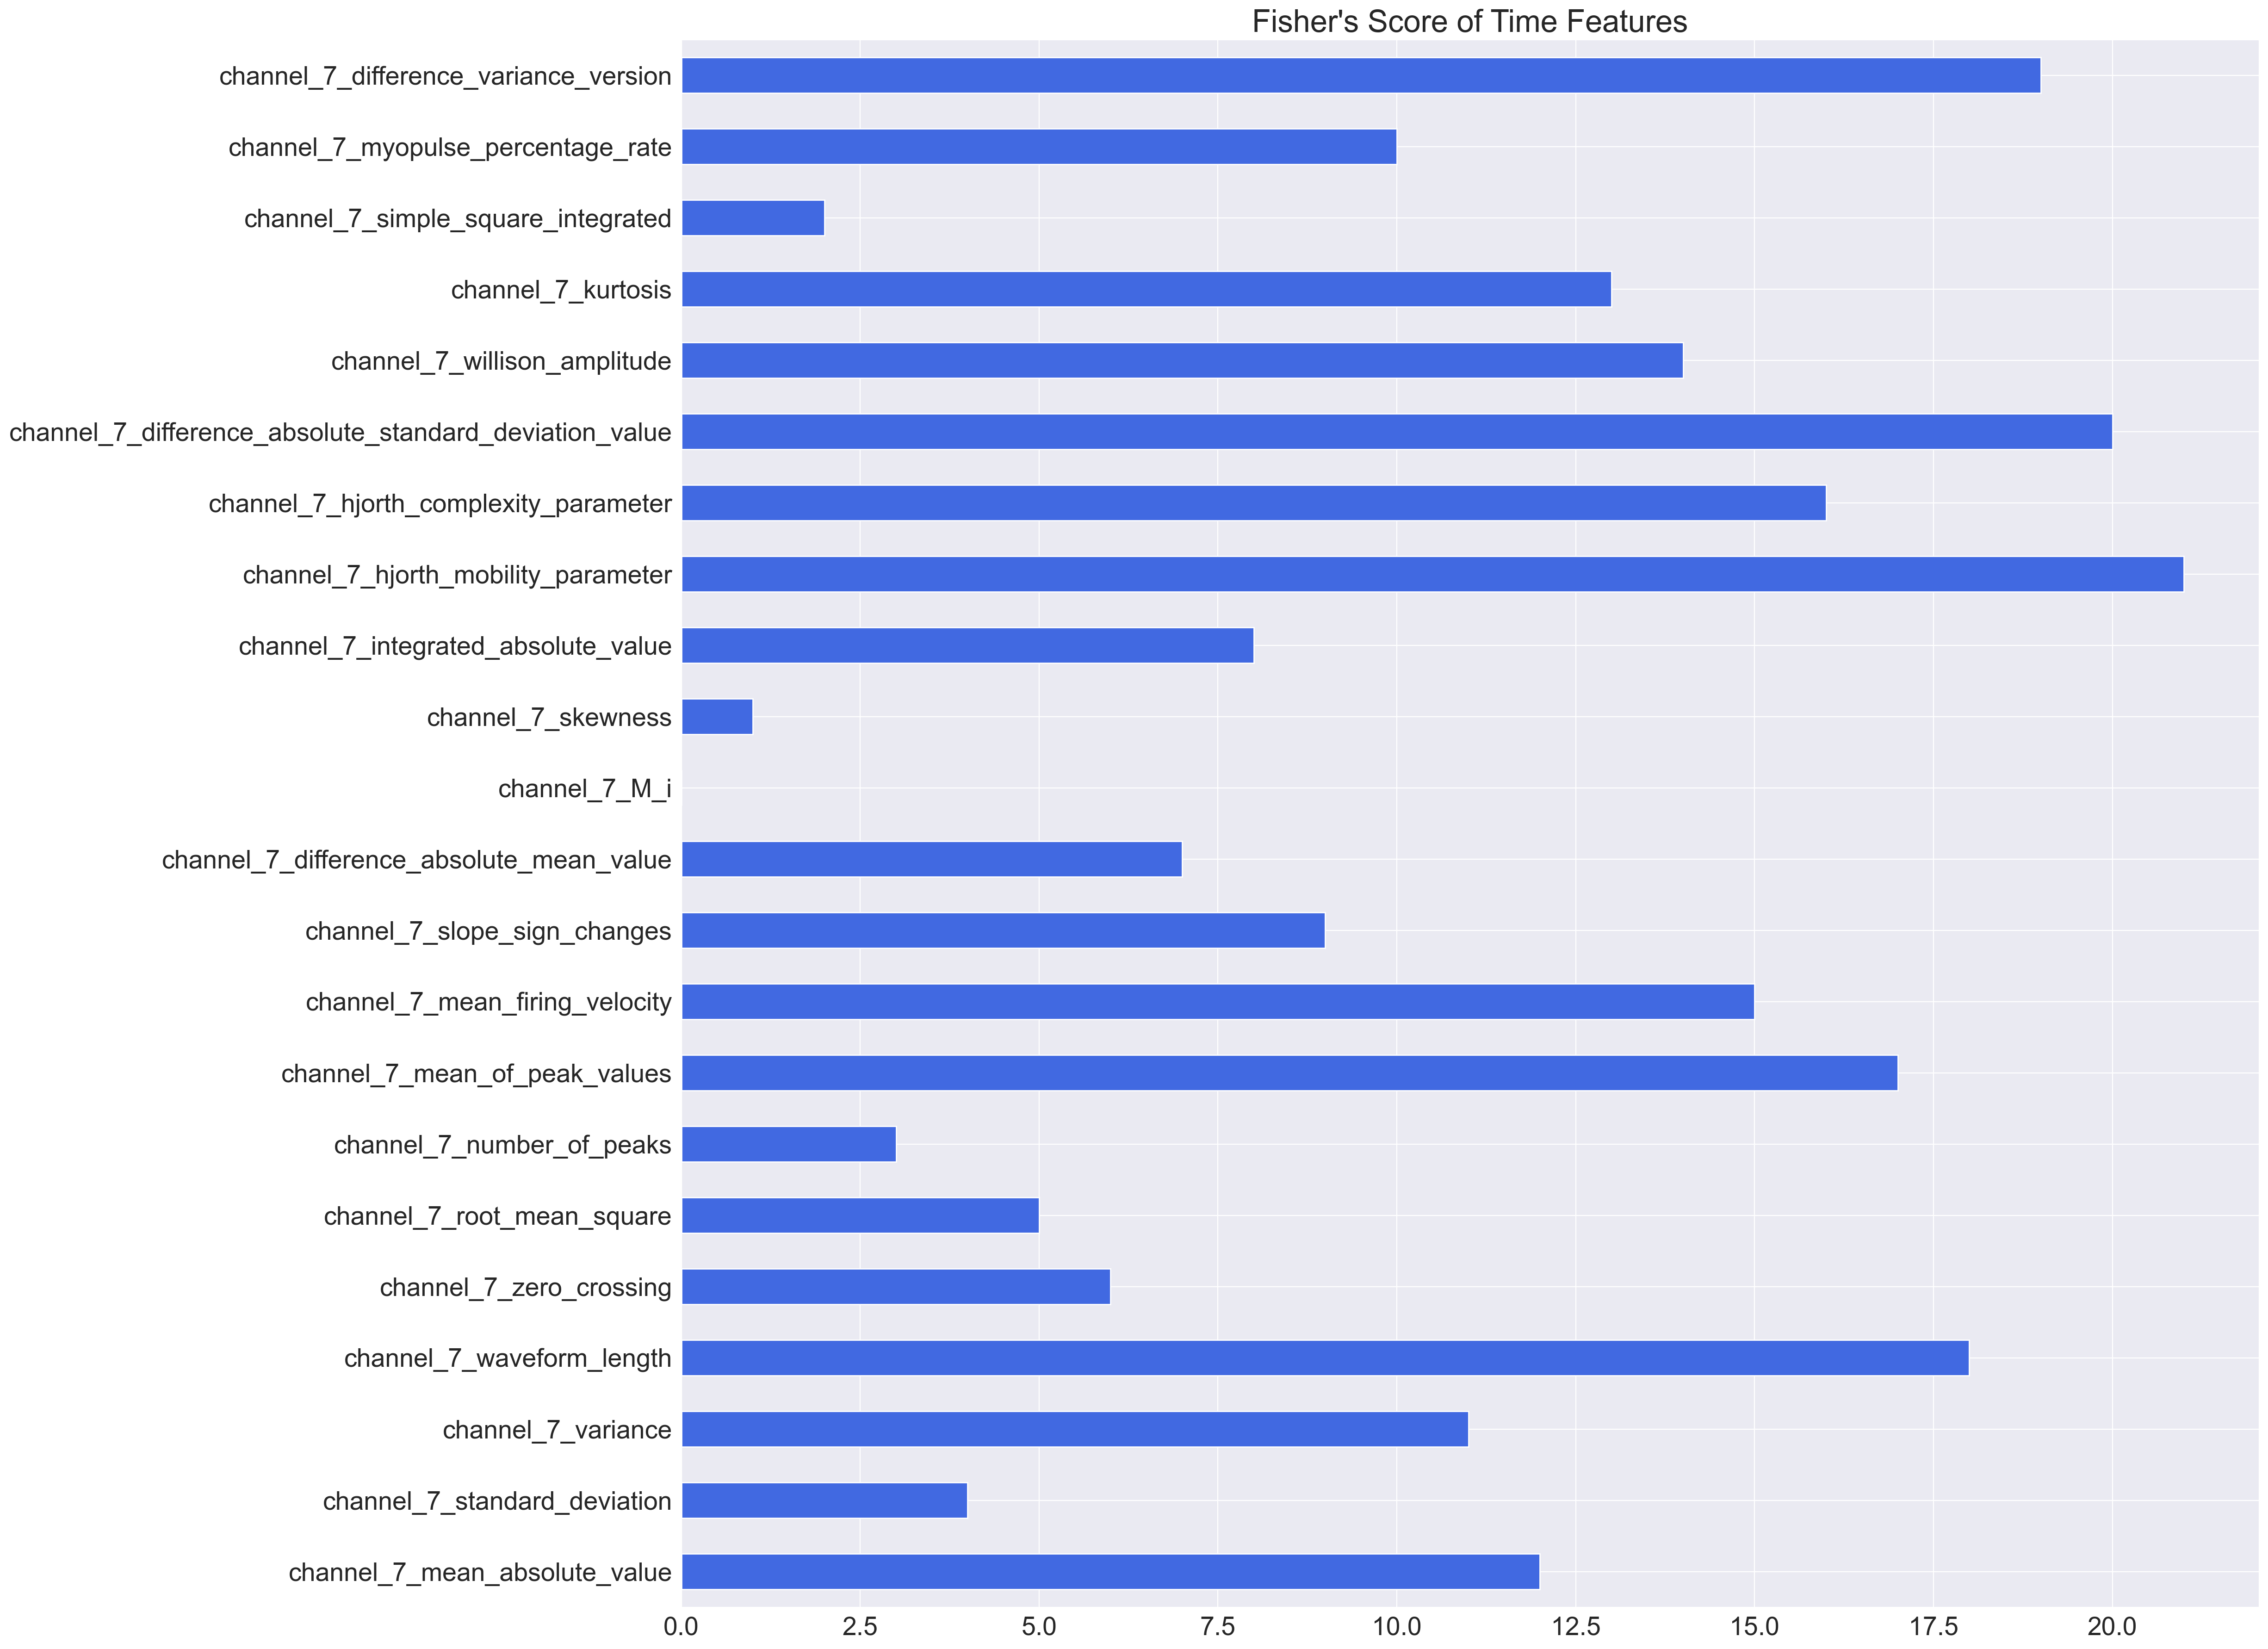 Fisher's Score of Time Features
channel_7_difference_variance_version
channel_7_myopulse_percentage_rate
channel_7_simple_square_integrated
channel_7_kurtosis
channel_7_willison_amplitude
channel_7_difference_absolute_standard_deviation_value
channel_7_hjorth_complexity_parameter
channel_7_hjorth_mobility_parameter
channel_7_integrated_absolute_value
channel_7_skewness
channel_7_M_i
channel_7_difference_absolute_mean_value
channel_7_slope_sign_changes
channel_7_mean_firing_velocity
channel_7_mean_of_peak_values
channel_7_number_of_peaks
channel_7_root_mean_square
channel_7_zero_crossing
channel_7_waveform_length
channel_7_variance
channel_7_standard_deviation
channel_7_mean_absolute_value
0.0 2.5 5.0 7.5 10.0 12.5 15.0 17.5 20.0